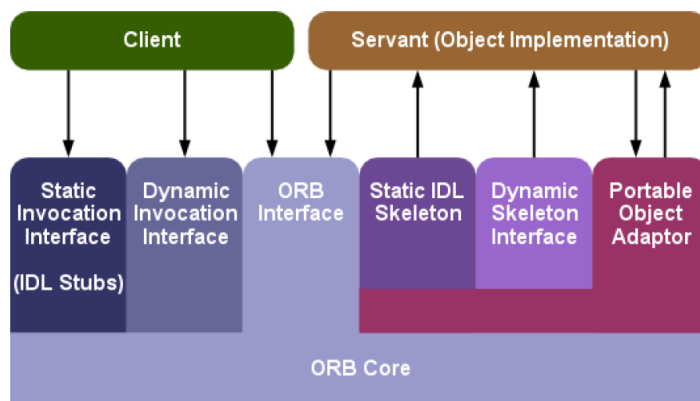 Client
Servant (Object Implementation)
Static
Invocation
Interface
(IDL Stubs)
Dynamic
Invocation
Interface
ORB
Interface
Static IDL
Skeleton
Dynamic
Skeleton
Interface
Portable
Object
Adaptor
ORB Core